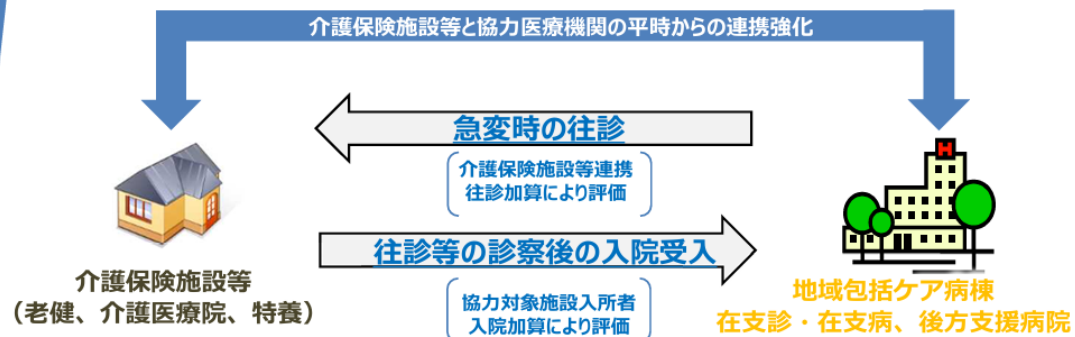 介護保険施設等と協力医療機関の平時からの連携強化
急変時の往診
介護保険施設等連携
往診加算により評価
往診等の診察後の入院受入
協力対象施設入所者
入院加算により評価
介護保険施設等
（老健、介護医療院、特養）
H
地域包括ケア病棟
在支診・在支病、後方支援病院